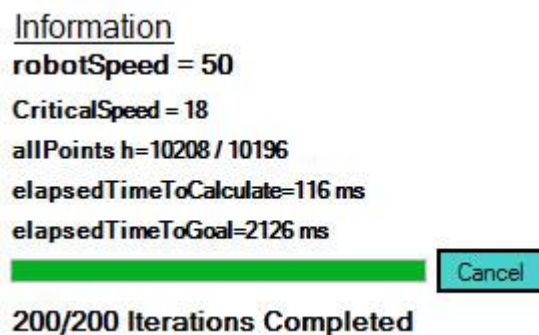 Information
robotSpeed = 50
CriticalSpeed = 18
allPoints h=10208 / 10196
elapsedTimeToCalculate=116 ms
elapsedTimeToGoal=2126 ms
Cancel
200/200 Iterations Completed